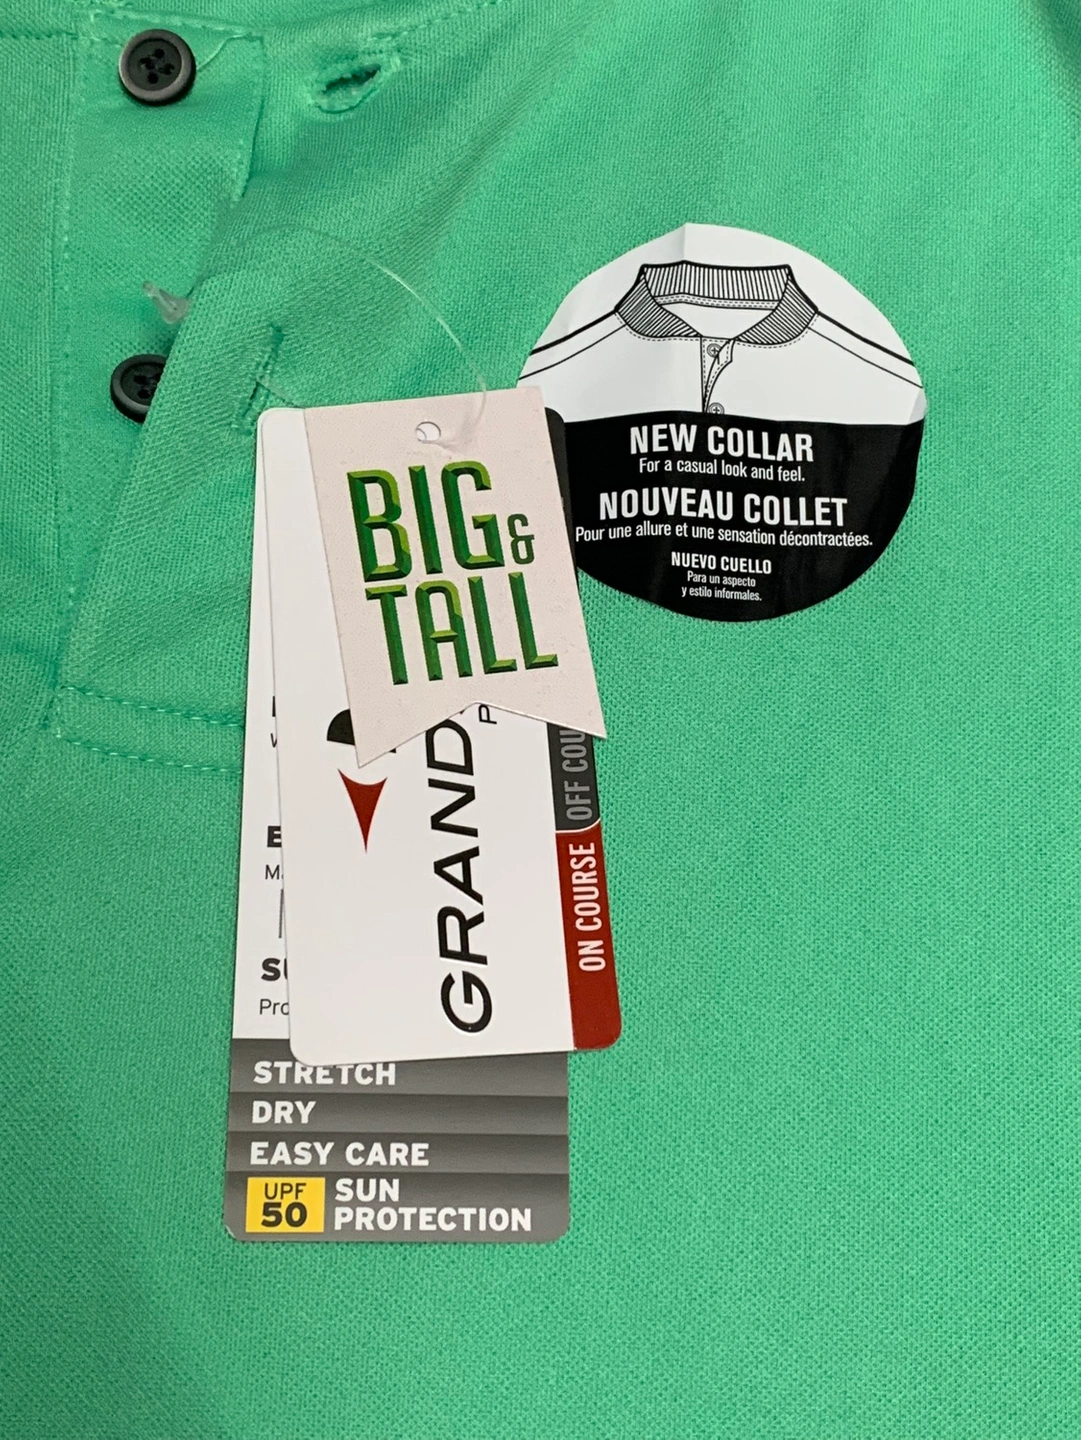 NEW COLLAR
For a casual look and feel.
NOUVEAU COLLET
Pour une allure et une sensation décontractées.
NUEVO CUELLO
Para un aspecto
y estilo informales.
BIG &
TALL
GRAND
OFF COU
ON COURSE
STRETCH
DRY
EASY CARE
UPF
50
SUN
PROTECTION